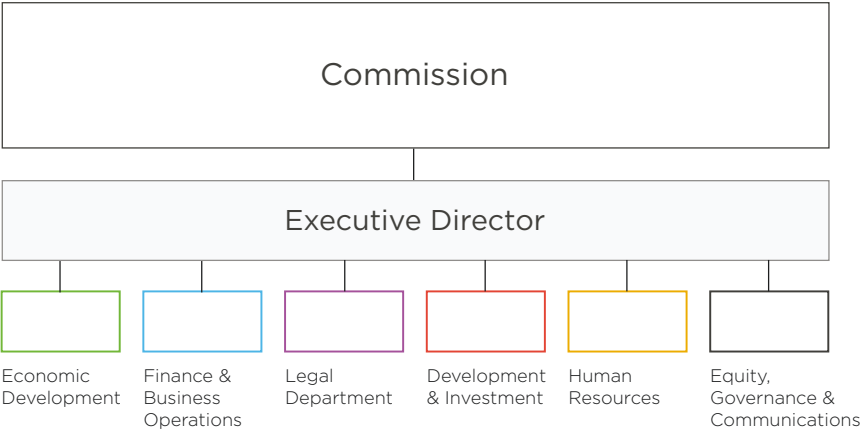 Commission
Executive Director
Economic
Development
Finance &
Business
Operations
Legal
Department
Development
& Investment
Human
Resources
Equity,
Governance &
Communications